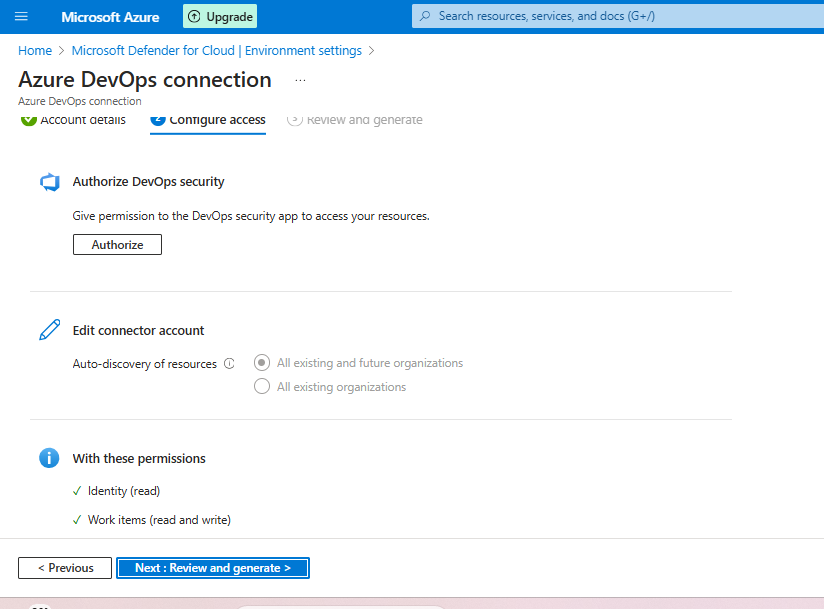 Microsoft Azure
Upgrade
Search resources, services, and docs (G+/)
Home > Microsoft Defender for Cloud | Environment settings >
Azure DevOps connection ...
Azure DevOps connection
Account details
2 Configure access
3 Review and generate
Authorize DevOps security
Give permission to the DevOps security app to access your resources.
Authorize
Edit connector account
Auto-discovery of resources
All existing and future organizations
All existing organizations
With these permissions
Identity (read)
Work items (read and write)
< Previous
Next : Review and generate >